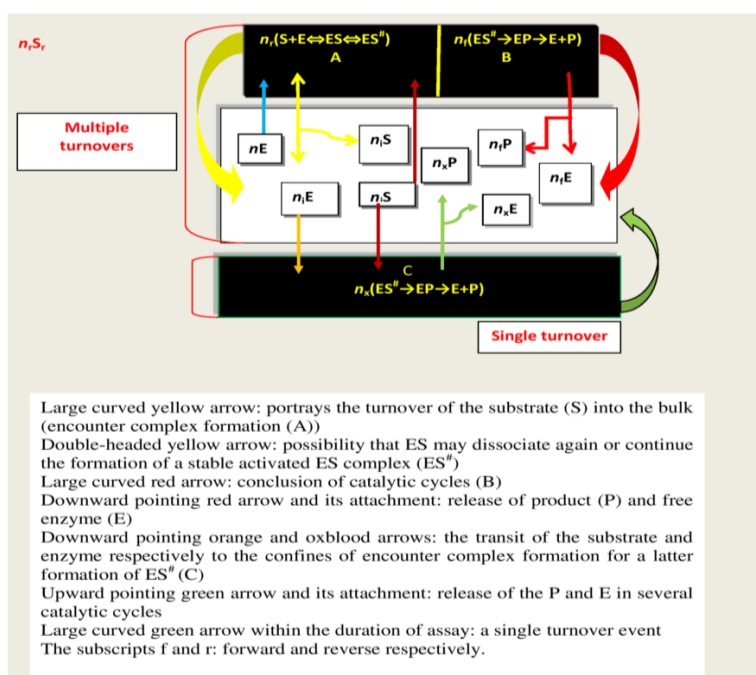 nᵣSᵣ
nᵣ(S+E⇔ES⇔ES#)
A
n_f(ES#→EP→E+P)
B
Multiple
turnovers
nE
nᵢS
nₓP
n_fP
n_fE
nᵢE
nᵢS
nₓE
C
nₓ(ES#→EP→E+P)
Single turnover
Large curved yellow arrow: portrays the turnover of the substrate (S) into the bulk
(encounter complex formation (A))
Double-headed yellow arrow: possibility that ES may dissociate again or continue
the formation of a stable activated ES complex (ES#)
Large curved red arrow: conclusion of catalytic cycles (B)
Downward pointing red arrow and its attachment: release of product (P) and free
enzyme (E)
Downward pointing orange and oxblood arrows: the transit of the substrate and
enzyme respectively to the confines of encounter complex formation for a latter
formation of ES# (C)
Upward pointing green arrow and its attachment: release of the P and E in several
catalytic cycles
Large curved green arrow within the duration of assay: a single turnover event
The subscripts f and r: forward and reverse respectively.